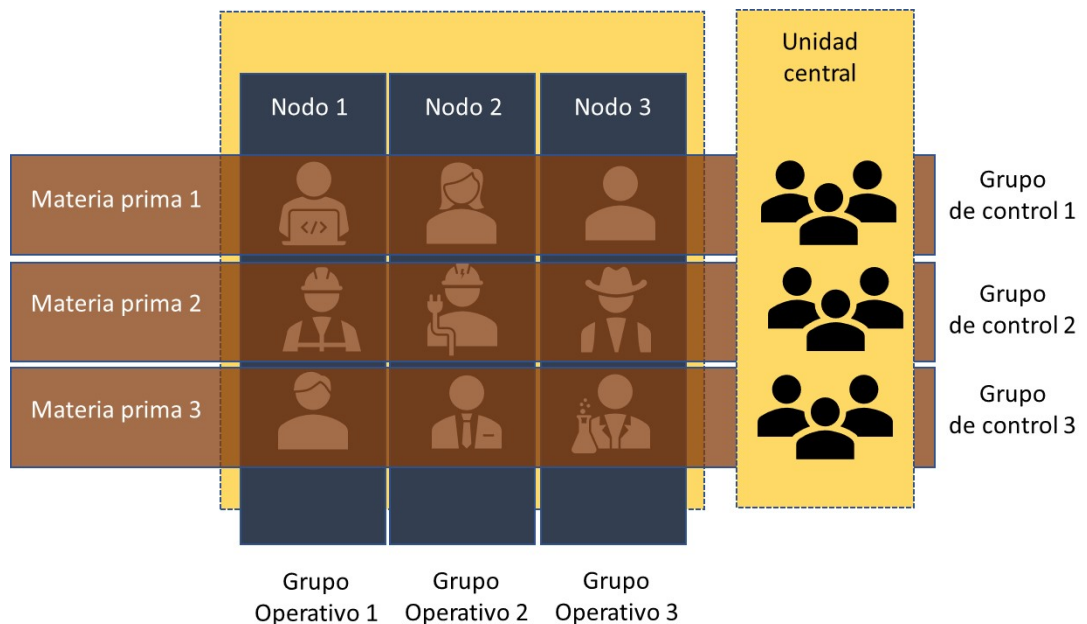 Unidad
central
Nodo 1
Nodo 2
Nodo 3
Materia prima 1
Grupo
de control 1
</>
Materia prima 2
Grupo
de control 2
Materia prima 3
Grupo
de control 3
Grupo
Operativo 1
Grupo
Operativo 2
Grupo
Operativo 3